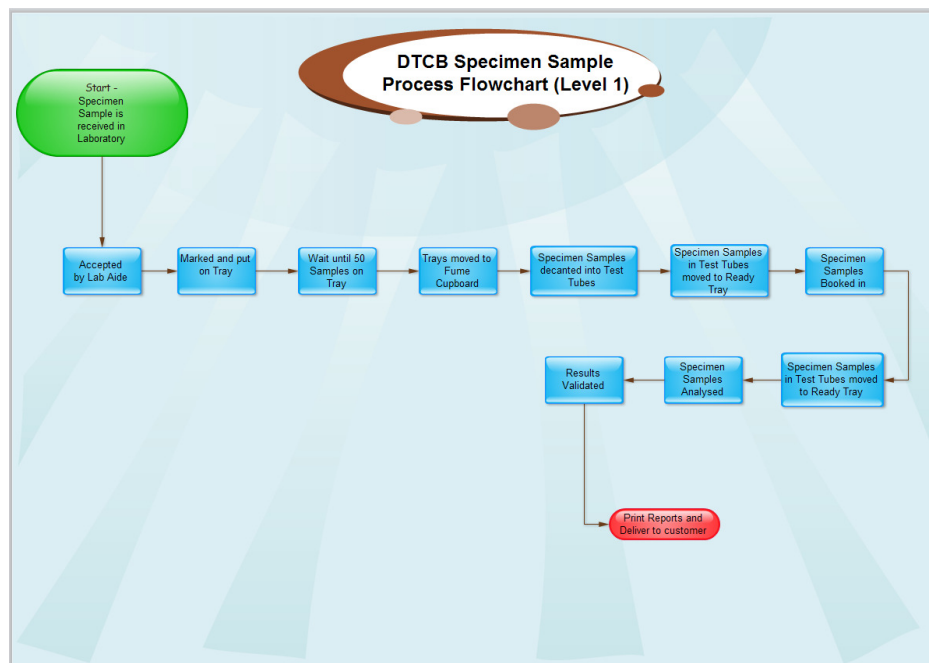 DTCB Specimen Sample
Process Flowchart (Level 1)
Start -
Specimen
Sample is
received in
Laboratory
Accepted
by Lab Aide
Marked and put
on Tray
Wait until 50
Samples on
Tray
Trays moved to
Fume
Cupboard
Specimen Samples
decanted into Test
Tubes
Specimen Samples
in Test Tubes
moved to Ready
Tray
Specimen
Samples
Booked in
Specimen Samples
in Test Tubes moved
to Ready Tray
Specimen
Samples
Analysed
Results
Validated
Print Reports and
Deliver to customer